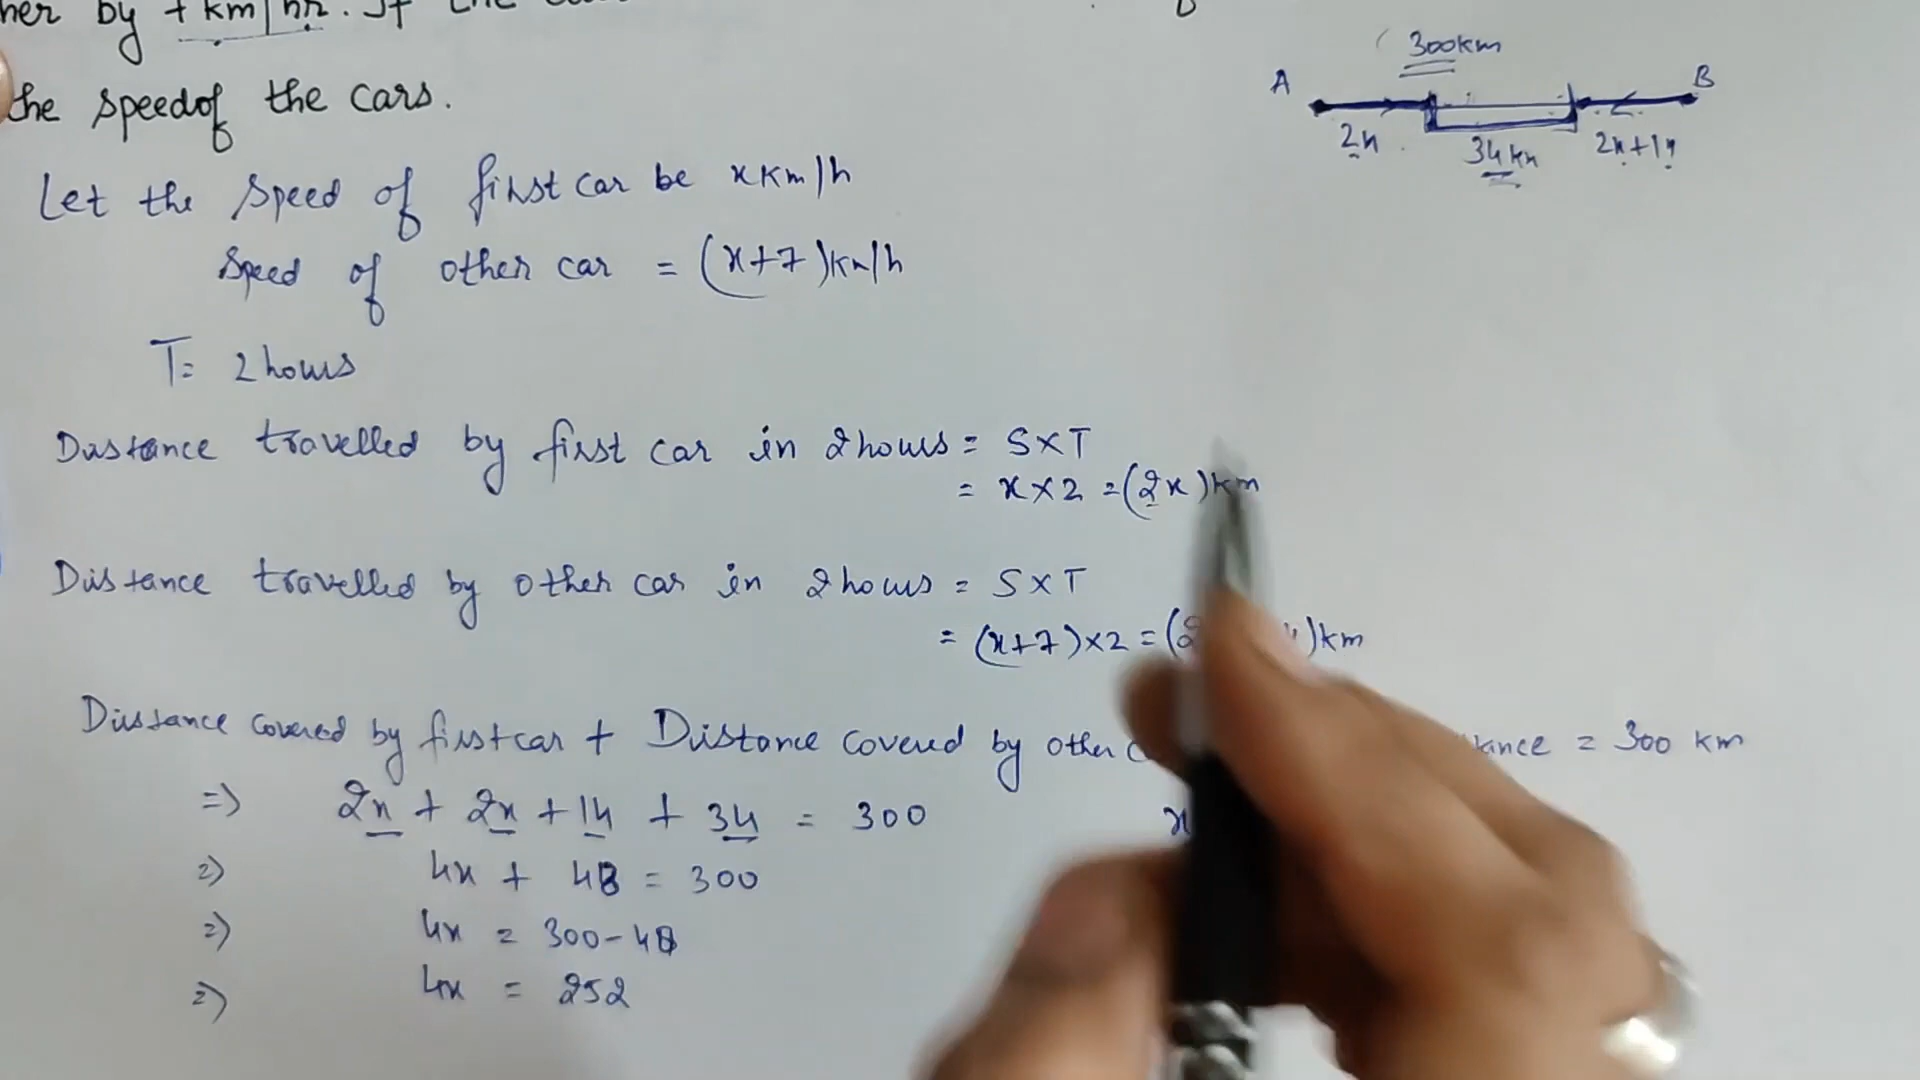 by 7 km/hr. If the
the speed of the cars.
300km
A
B
2x
34 km
2x+14
Let the speed of first car be x km/h
Speed of other car = (x+7) km/h
T= 2 hours
Distance travelled by first car in 2 hours = S×T
= x×2 = (2x) km
Distance travelled by other car in 2 hours = S×T
= (x+7)×2 = (2 )km
Distance covered by first car + Distance covered by other = 300 km
=> 2x + 2x + 14 + 34 = 300
=> 4x + 48 = 300
x
=> 4x = 300-48
=> 4x = 252